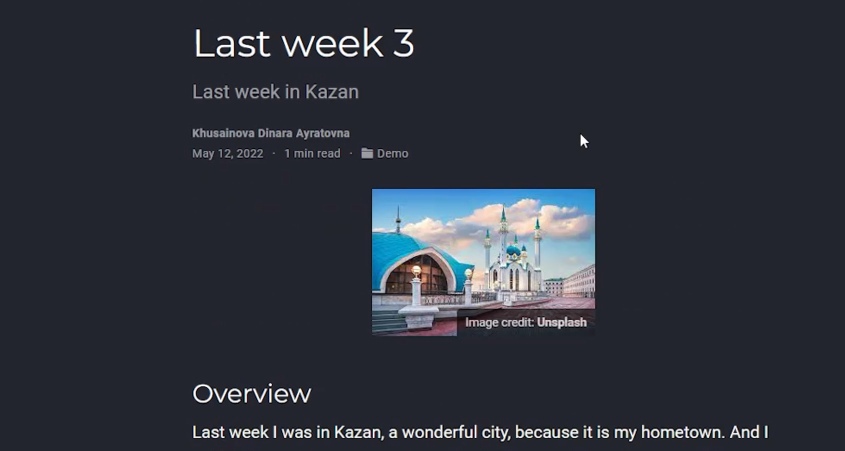 Last week 3
Last week in Kazan
Khusainova Dinara Ayratovna
May 12, 2022 · 1 min read · Demo
Image credit: Unsplash
Overview
Last week I was in Kazan, a wonderful city, because it is my hometown. And I